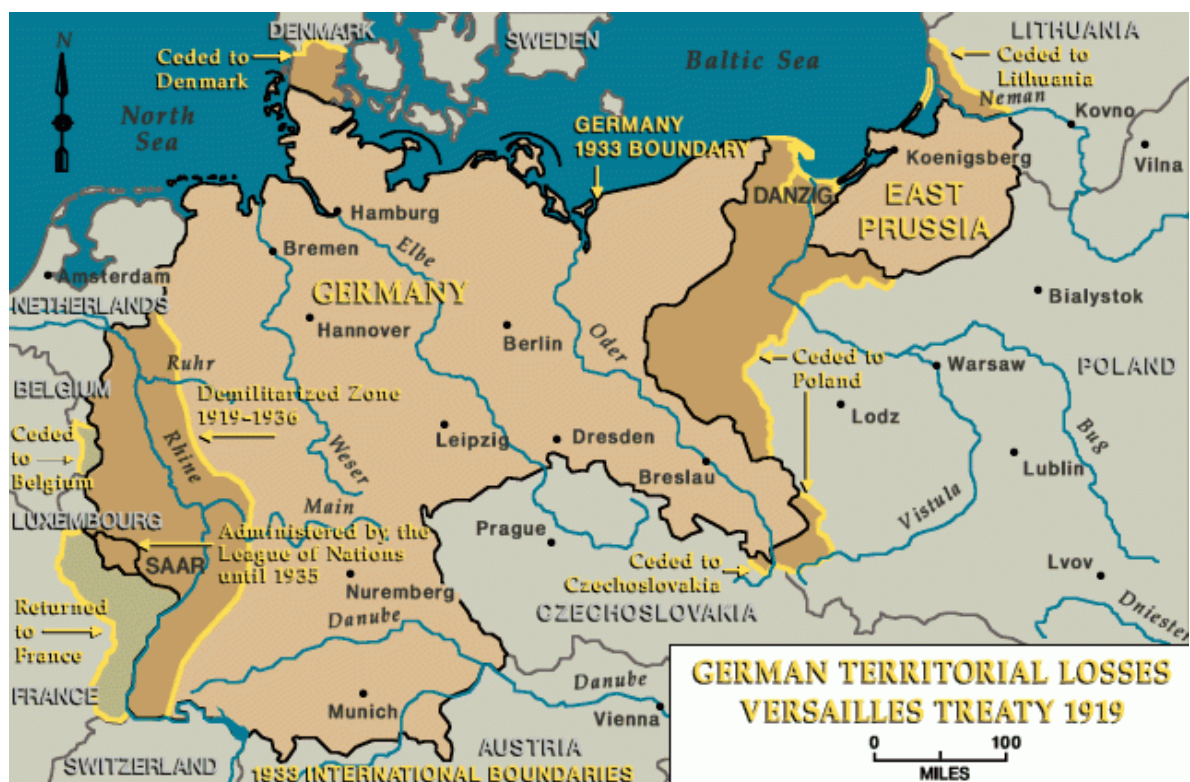 DENMARK
SWEDEN
LITHUANIA
N
Ceded to
Denmark
Baltic Sea
Ceded to
Lithuania
North
Sea
Neman
Kovno
GERMANY
1933 BOUNDARY
Koenigsberg
Vilna
DANZIG
EAST
PRUSSIA
Hamburg
Bremen
Elbe
Amsterdam
NETHERLANDS
GERMANY
Bialystok
Hannover
Berlin
Oder
Ruhr
Ceded to
Poland
Warsaw
POLAND
BELGIUM
Demilitarized Zone
1919-1936
Lodz
Ceded
to
Belgium
Rhine
Weser
Leipzig
Dresden
Breslau
Bug
Lublin
Vistula
Main
LUXEMBOURG
Administered by the
League of Nations
until 1935
SAAR
Prague
Ceded to
Czechoslovakia
Lvov
Nuremberg
CZECHOSLOVAKIA
Dniester
Returned
to
France
Danube
FRANCE
Danube
Munich
Vienna
AUSTRIA
SWITZERLAND
1933 INTERNATIONAL BOUNDARIES
GERMAN TERRITORIAL LOSSES
VERSAILLES TREATY 1919
0 100
MILES